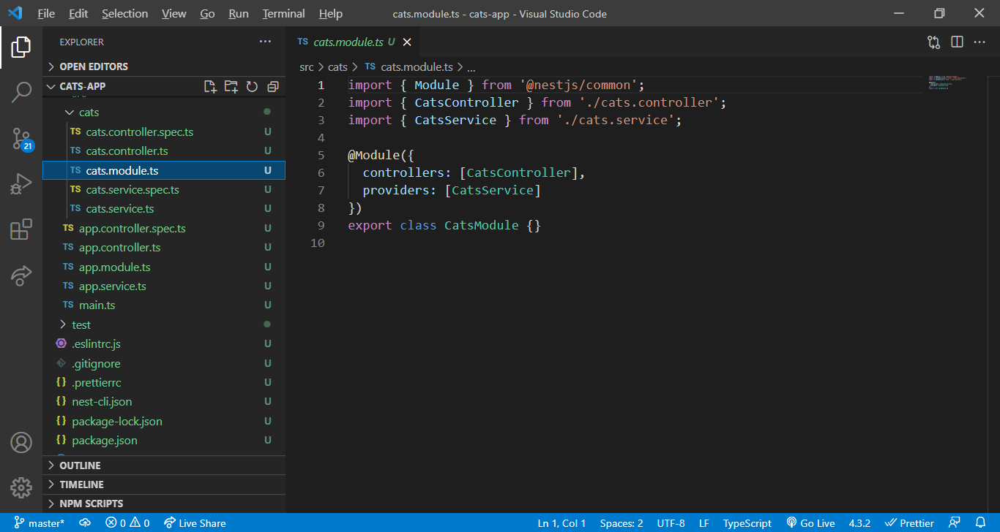 File Edit Selection View Go Run Terminal Help
cats.module.ts - cats-app - Visual Studio Code
EXPLORER
OPEN EDITORS
CATS-APP
src
cats
TS cats.controller.spec.ts U
TS cats.controller.ts U
TS cats.module.ts U
TS cats.service.spec.ts U
TS cats.service.ts U
TS app.controller.spec.ts U
TS app.controller.ts U
TS app.module.ts U
TS app.service.ts U
TS main.ts U
test
.eslintrc.js U
.gitignore U
{} .prettierrc U
{} nest-cli.json U
{} package-lock.json U
{} package.json U
OUTLINE
TIMELINE
NPM SCRIPTS
21
TS cats.module.ts U
src > cats > TS cats.module.ts > ...
1 import { Module } from '@nestjs/common';
2 import { CatsController } from './cats.controller';
3 import { CatsService } from './cats.service';
4
5 @Module({
6 controllers: [CatsController],
7 providers: [CatsService]
8 })
9 export class CatsModule {}
10
master* 0 0 Live Share
Ln 1, Col 1 Spaces: 2 UTF-8 LF TypeScript Go Live 4.3.2 Prettier